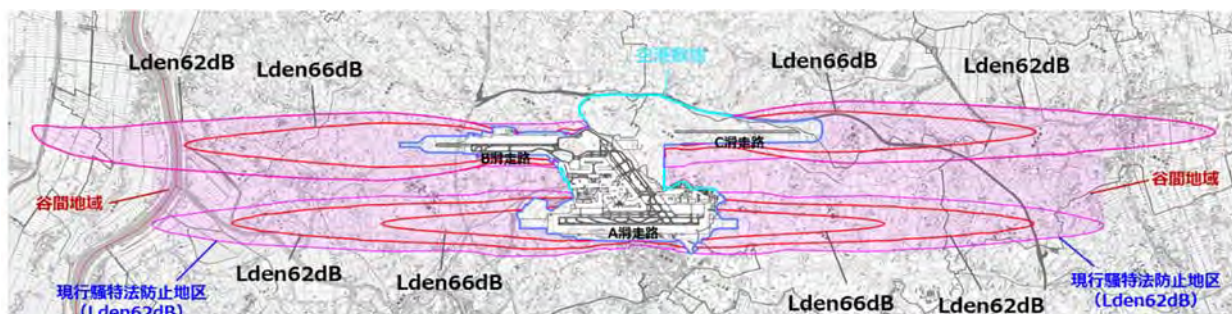 Lden62dB
Lden66dB
空港敷地
Lden66dB
Lden62dB
B滑走路
C滑走路
谷間地域
谷間地域
A滑走路
Lden62dB
Lden66dB
現行騒特法防止地区
（Lden62dB）
Lden66dB
Lden62dB
現行騒特法防止地区
（Lden62dB）